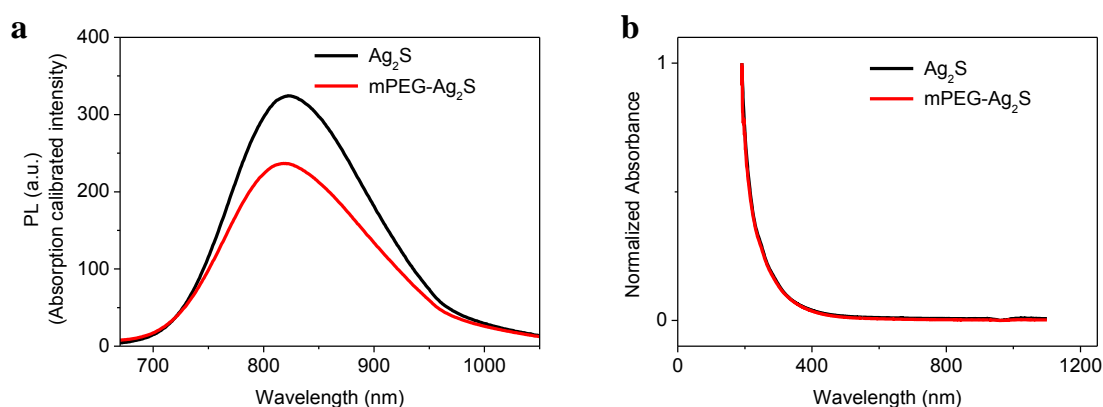 a
400
300
200
100
0
PL (a.u.)
(Absorption calibrated intensity)
Ag₂S
mPEG-Ag₂S
700 800 900 1000
Wavelength (nm)
b
1
0
Normalized Absorbance
Ag₂S
mPEG-Ag₂S
0 400 800 1200
Wavelength (nm)